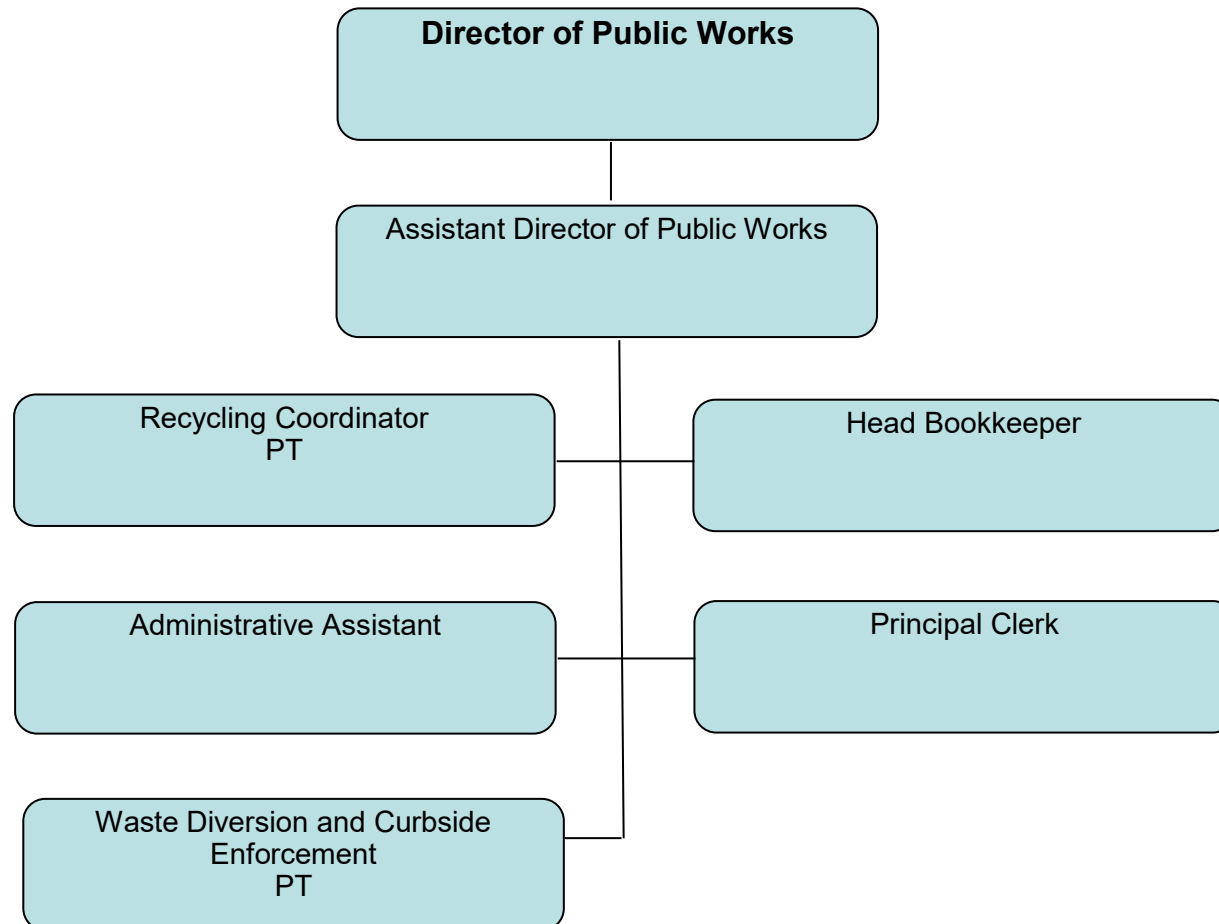 Director of Public Works
Assistant Director of Public Works
Recycling Coordinator
PT
Head Bookkeeper
Administrative Assistant
Principal Clerk
Waste Diversion and Curbside
Enforcement
PT